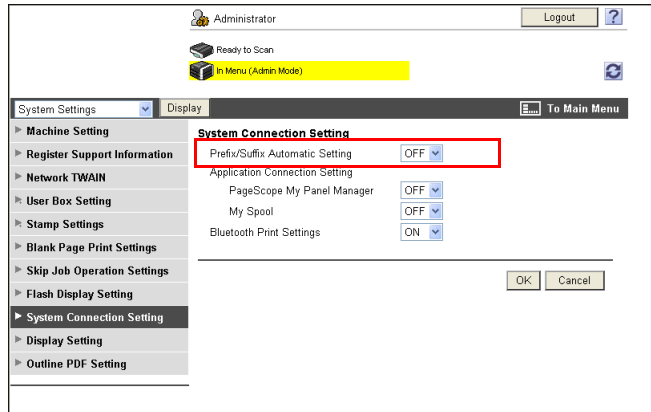 Administrator
Logout
?
Ready to Scan
In Menu (Admin Mode)
System Settings
Display
To Main Menu
Machine Setting
Register Support Information
Network TWAIN
User Box Setting
Stamp Settings
Blank Page Print Settings
Skip Job Operation Settings
Flash Display Setting
System Connection Setting
Display Setting
Outline PDF Setting
System Connection Setting
Prefix/Suffix Automatic Setting OFF
Application Connection Setting
PageScope My Panel Manager OFF
My Spool OFF
Bluetooth Print Settings ON
OK Cancel